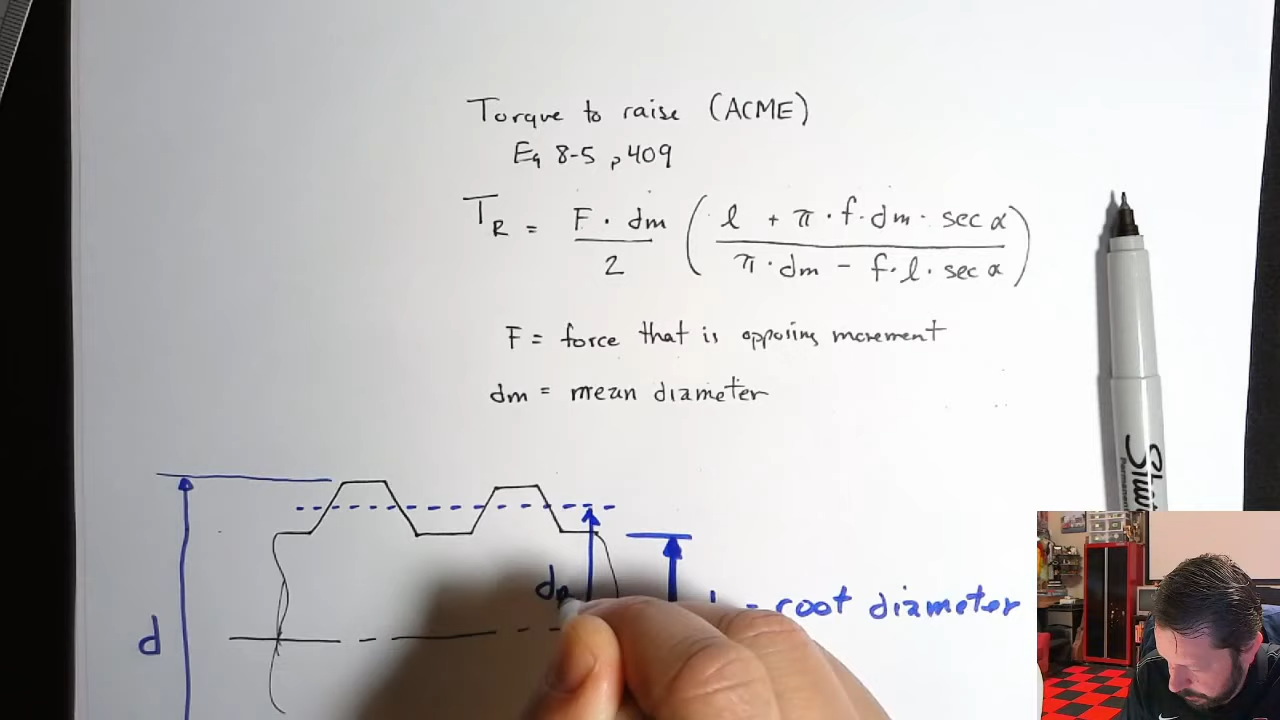 Torque to raise (ACME)
Eq 8-5, p409
T_R = F · dm / 2 ( l + π · f · dm · sec α / π · dm - f · l · sec α )
F = force that is opposing movement
dm = mean diameter
d
- root diameter